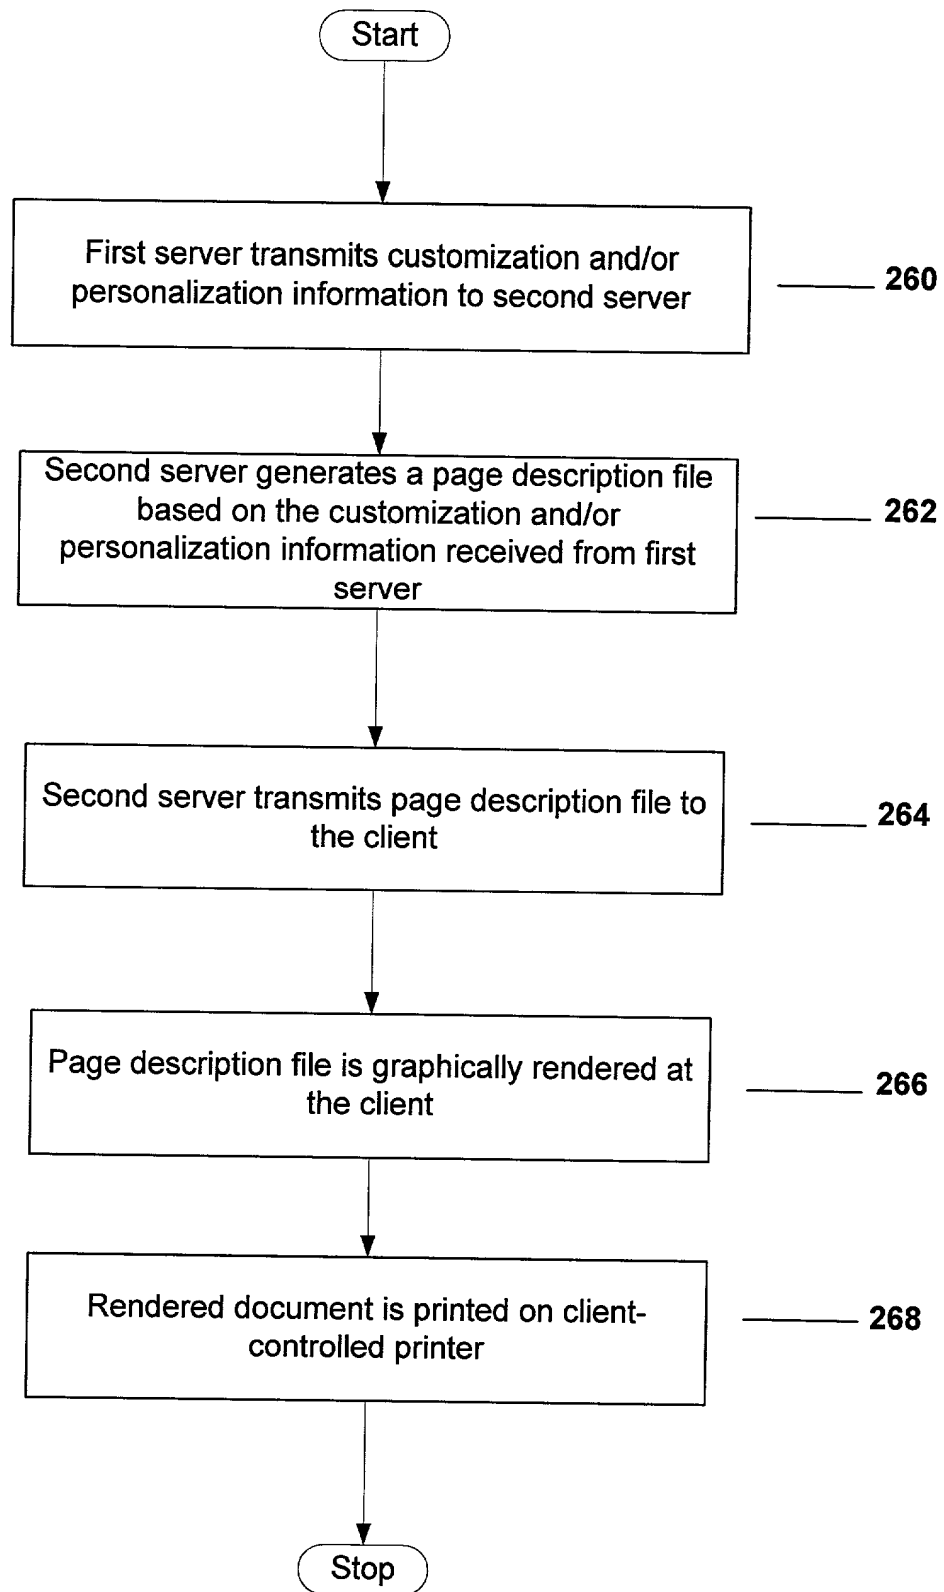 Start
First server transmits customization and/or
personalization information to second server
260
Second server generates a page description file
based on the customization and/or
personalization information received from first
server
262
Second server transmits page description file to
the client
264
Page description file is graphically rendered at
the client
266
Rendered document is printed on client-
controlled printer
268
Stop